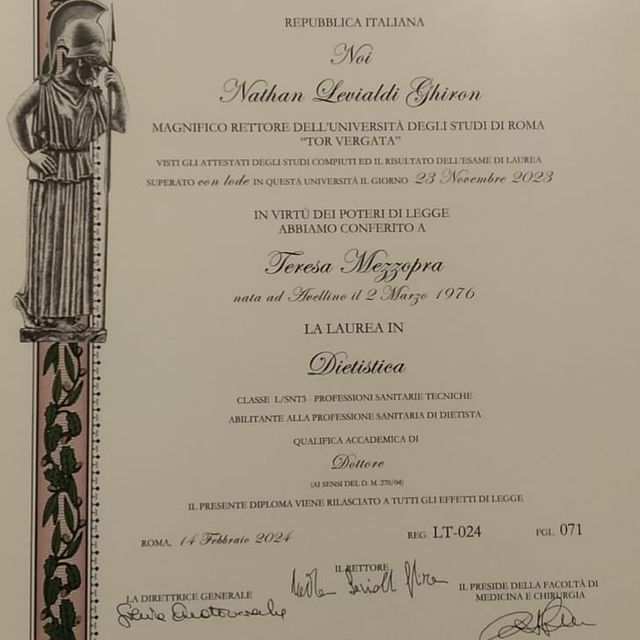 REPUBBLICA ITALIANA
Noi
Nathan Levialdi Ghiron
MAGNIFICO RETTORE DELL'UNIVERSITÀ DEGLI STUDI DI ROMA
"TOR VERGATA"
VISTI GLI ATTESTATI DEGLI STUDI COMPIUTI ED IL RISULTATO DELL'ESAME DI LAUREA
SUPERATO con lode IN QUESTA UNIVERSITÀ IL GIORNO 23 Novembre 2023
IN VIRTÙ DEI POTERI DI LEGGE
ABBIAMO CONFERITO A
Teresa Mezzopra
nata ad Avellino il 2 Marzo 1976
LA LAUREA IN
Dietistica
CLASSE L/SNT3 - PROFESSIONI SANITARIE TECNICHE
ABILITANTE ALLA PROFESSIONE SANITARIA DI DIETISTA
QUALIFICA ACCADEMICA DI
Dottore
(AI SENSI DEL D. M. 270/04)
IL PRESENTE DIPLOMA VIENE RILASCIATO A TUTTI GLI EFFETTI DI LEGGE
ROMA, 14 Febbraio 2024 REG LT-024 PGL 071
IL RETTORE
LA DIRETTRICE GENERALE
IL PRESIDE DELLA FACOLTÀ DI
MEDICINA E CHIRURGIA